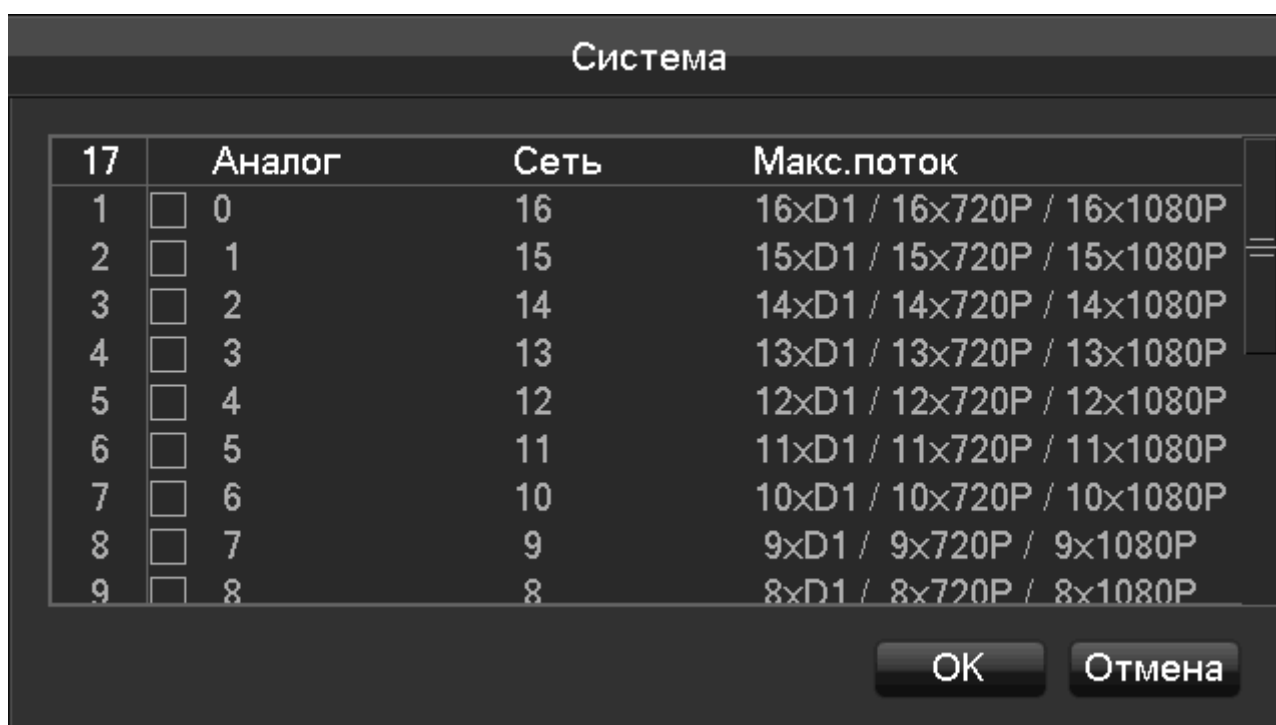 Система
17 Аналог Сеть Макс.поток
1 0 16 16xD1 / 16x720P / 16x1080P
2 1 15 15xD1 / 15x720P / 15x1080P
3 2 14 14xD1 / 14x720P / 14x1080P
4 3 13 13xD1 / 13x720P / 13x1080P
5 4 12 12xD1 / 12x720P / 12x1080P
6 5 11 11xD1 / 11x720P / 11x1080P
7 6 10 10xD1 / 10x720P / 10x1080P
8 7 9 9xD1 / 9x720P / 9x1080P
9 8 8 8xD1 / 8x720P / 8x1080P
OK Отмена